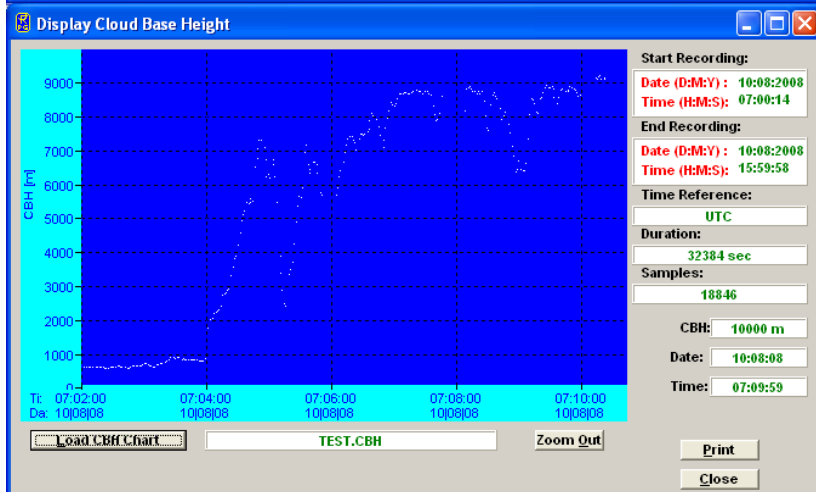 Display Cloud Base Height
Start Recording:
Date (D:M:Y) : 10:08:2008
Time (H:M:S): 07:00:14
End Recording:
Date (D:M:Y) : 10:08:2008
Time (H:M:S): 15:59:58
Time Reference:
UTC
Duration:
32384 sec
Samples:
18846
CBH: 10000 m
Date: 10:08:08
Time: 07:09:59
CBH [m]
9000
8000
7000
6000
5000
4000
3000
2000
1000
0
Ti: 07:02:00 07:04:00 07:06:00 07:08:00 07:10:00
Da: 10|08|08 10|08|08 10|08|08 10|08|08 10|08|08
Load CBH Chart TEST.CBH Zoom Out
Print
Close